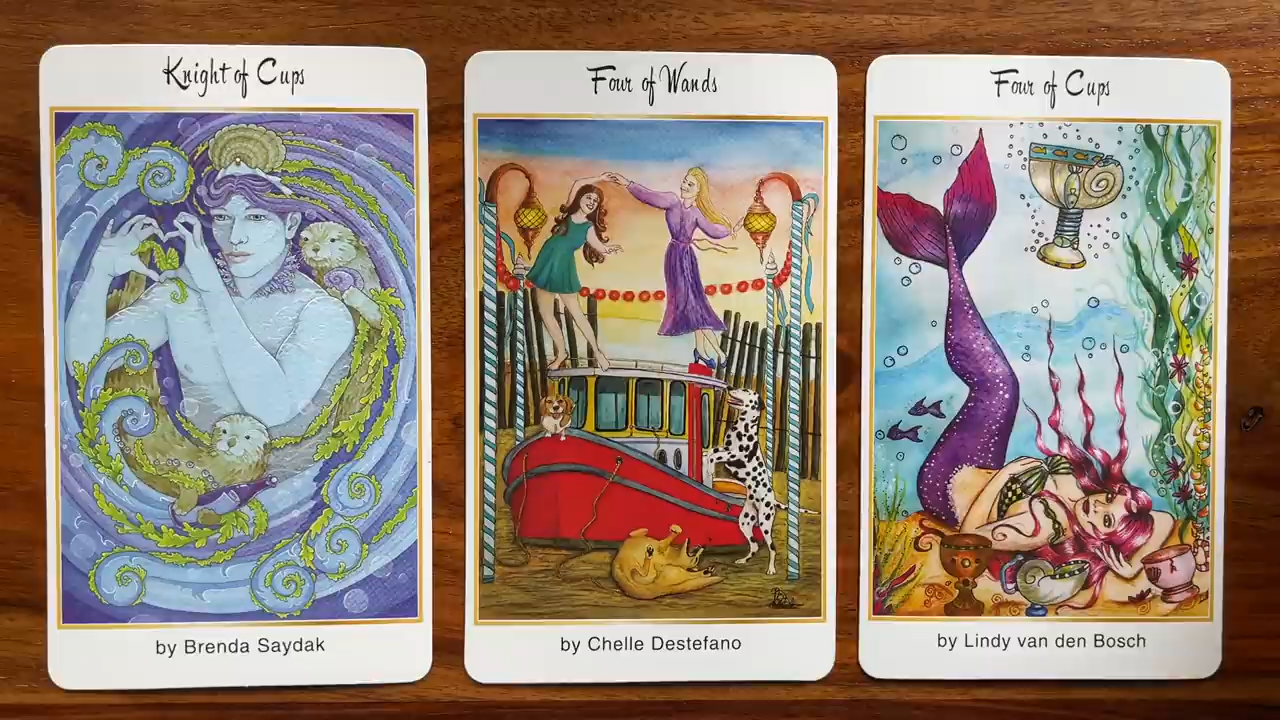 Knight of Cups
by Brenda Saydak
Four of Wands
by Chelle Destefano
Four of Cups
by Lindy van den Bosch